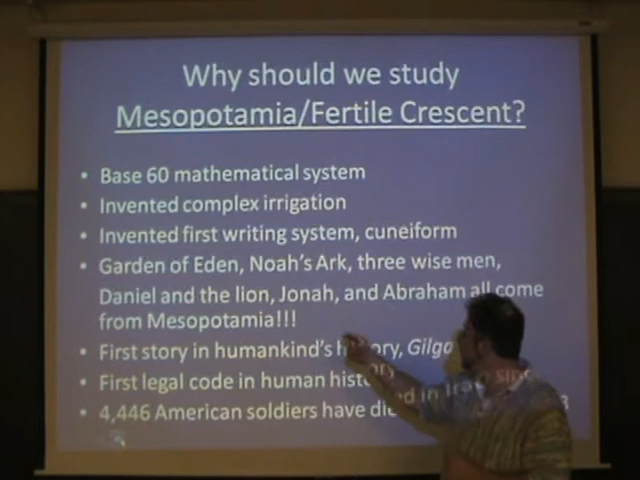 Why should we study
Mesopotamia/Fertile Crescent?
• Base 60 mathematical system
• Invented complex irrigation
• Invented first writing system, cuneiform
• Garden of Eden, Noah's Ark, three wise men,
Daniel and the lion, Jonah, and Abraham all come
from Mesopotamia!!!
• First story in humankind's history, Gilga
• First legal code in human history
• 4,446 American soldiers have died in Iraq since 3